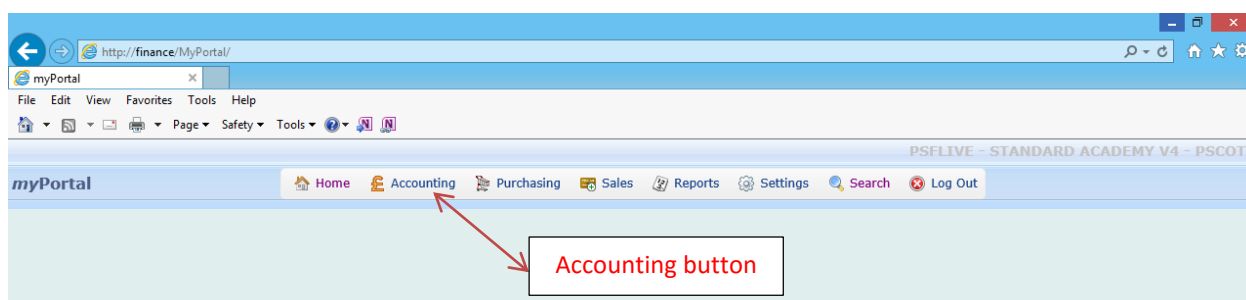 http://finance/MyPortal/
myPortal
File Edit View Favorites Tools Help
Page Safety Tools
PSFLIVE - STANDARD ACADEMY V4 - PSCOT
myPortal Home Accounting Purchasing Sales Reports Settings Search Log Out
Accounting button